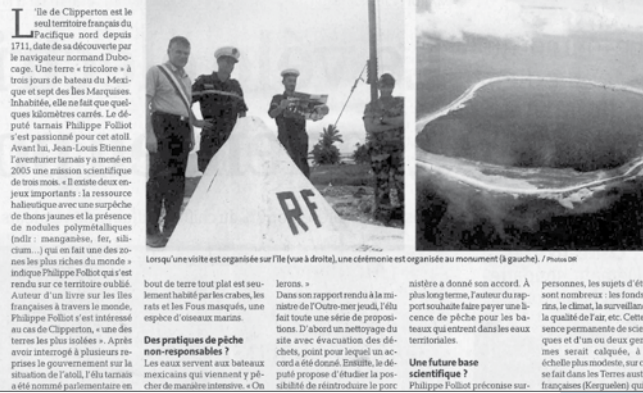 L'île de Clipperton est le
seul territoire français du
Pacifique nord depuis
1711, date de sa découverte par
le navigateur normand Dubo-
cage. Une terre « tricolore » à
trois jours de bateau du Mexi-
que et sept des Îles Marquises.
Inhabitée, elle ne fait que quel-
ques kilomètres carrés. Le dé-
puté tarnais Philippe Folliot
s'est passionné pour cet atoll.
Avant lui, Jean-Louis Etienne
l'aventurier tarnais y a mené en
2005 une mission scientifique
de trois mois. « Il existe deux en-
jeux importants : la ressource
halieutique avec une surpêche
de thons jaunes et la présence
de nodules polymétalliques
(ndlr : manganèse, fer, sili-
cium...) qui en fait une des zo-
nes les plus riches du monde »
indique Philippe Folliot qui s'est
rendu sur ce territoire oublié.
Auteur d'un livre sur les îles
françaises à travers le monde,
Philippe Folliot s'est intéressé
au cas de Clipperton, « une des
terres les plus isolées ». Après
avoir interrogé à plusieurs re-
prises le gouvernement sur la
situation de l'atoll, l'élu tarnais
a été nommé parlementaire en
RF
Lorsqu'une visite est organisée sur l'île (vue à droite), une cérémonie est organisée au monument (à gauche). / Photos DR
bout de terre tout plat est seu-
lement habité par les crabes, les
rats et les Fous masqués, une
espèce d'oiseaux marins.
Des pratiques de pêche
non-responsables ?
Les eaux servent aux bateaux
mexicains qui viennent y pê-
cher de manière intensive. « On
lerons. »
Dans son rapport rendu à la mi-
nistre de l'Outre-mer jeudi, l'élu
fait toute une série de proposi-
tions. D'abord un nettoyage du
site avec évacuation des dé-
chets, point pour lequel un ac-
cord a été donné. Ensuite, le dé-
puté propose d'étudier la pos-
sibilité de réintroduire le porc
nistère a donné son accord. À
plus long terme, l'auteur du rap-
port souhaite faire payer une li-
cence de pêche pour les ba-
teaux qui entrent dans les eaux
territoriales.
Une future base
scientifique ?
Philippe Folliot préconise sur-
personnes, les sujets d'ét
sont nombreux : les fonds
rins, le climat, la surveillan
la qualité de l'air, etc. Cette
sence permanente de scie
ques et d'un ou deux gen
mes serait calquée, à
échelle plus modeste, sur c
se fait dans les Terres aust
françaises (Kerguelen) qu